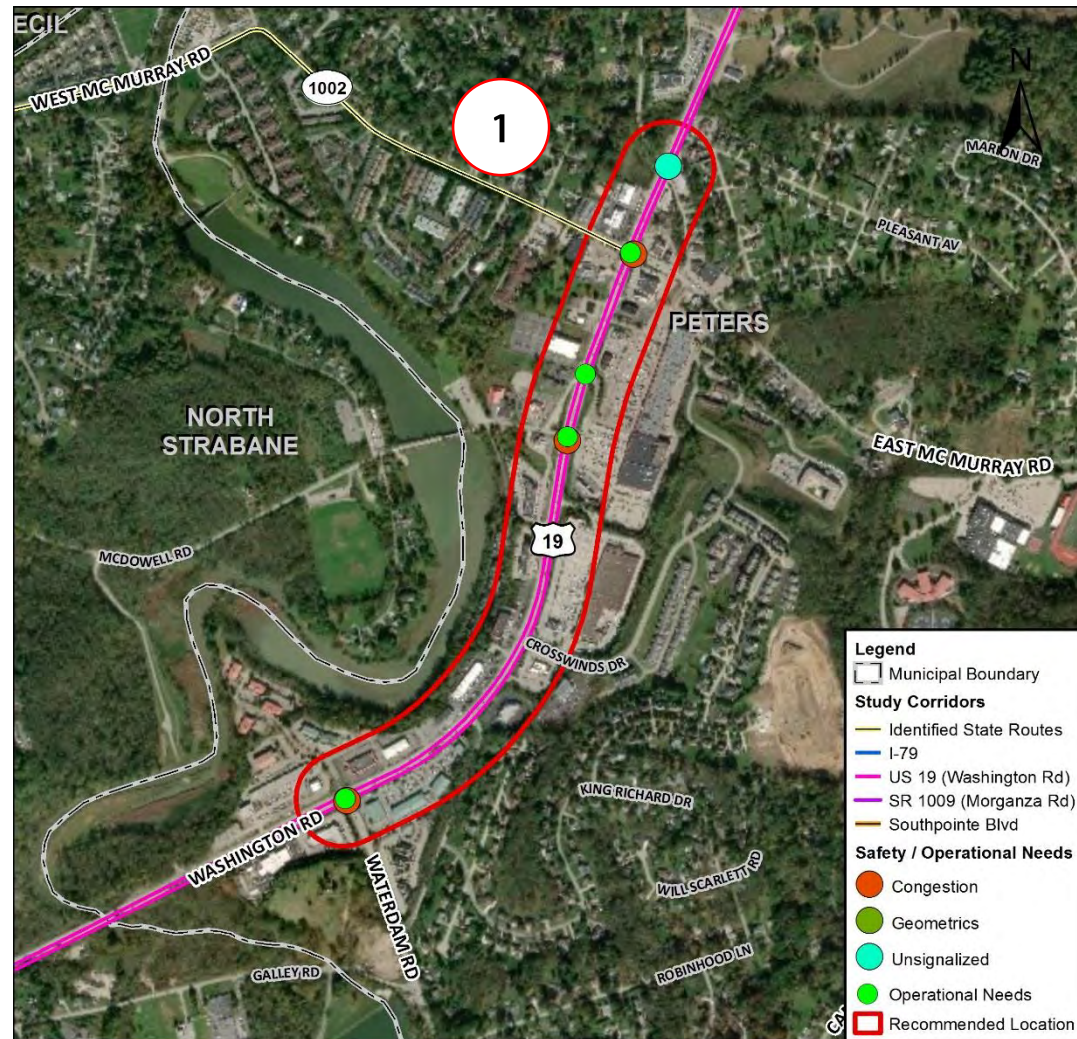 ECIL
WEST MC MURRAY RD
1002
1
N
MARION DR
PLEASANT AV
PETERS
NORTH
STRABANE
EAST MC MURRAY RD
19
MCDOWELL RD
CROSSWINDS DR
KING RICHARD DR
WASHINGTON RD
WATERDAM RD
WILL SCARLETT RD
GALLEY RD
ROBINHOOD LN
CA
Legend
Municipal Boundary
Study Corridors
Identified State Routes
I-79
US 19 (Washington Rd)
SR 1009 (Morganza Rd)
Southpointe Blvd
Safety / Operational Needs
Congestion
Geometrics
Unsignalized
Operational Needs
Recommended Location